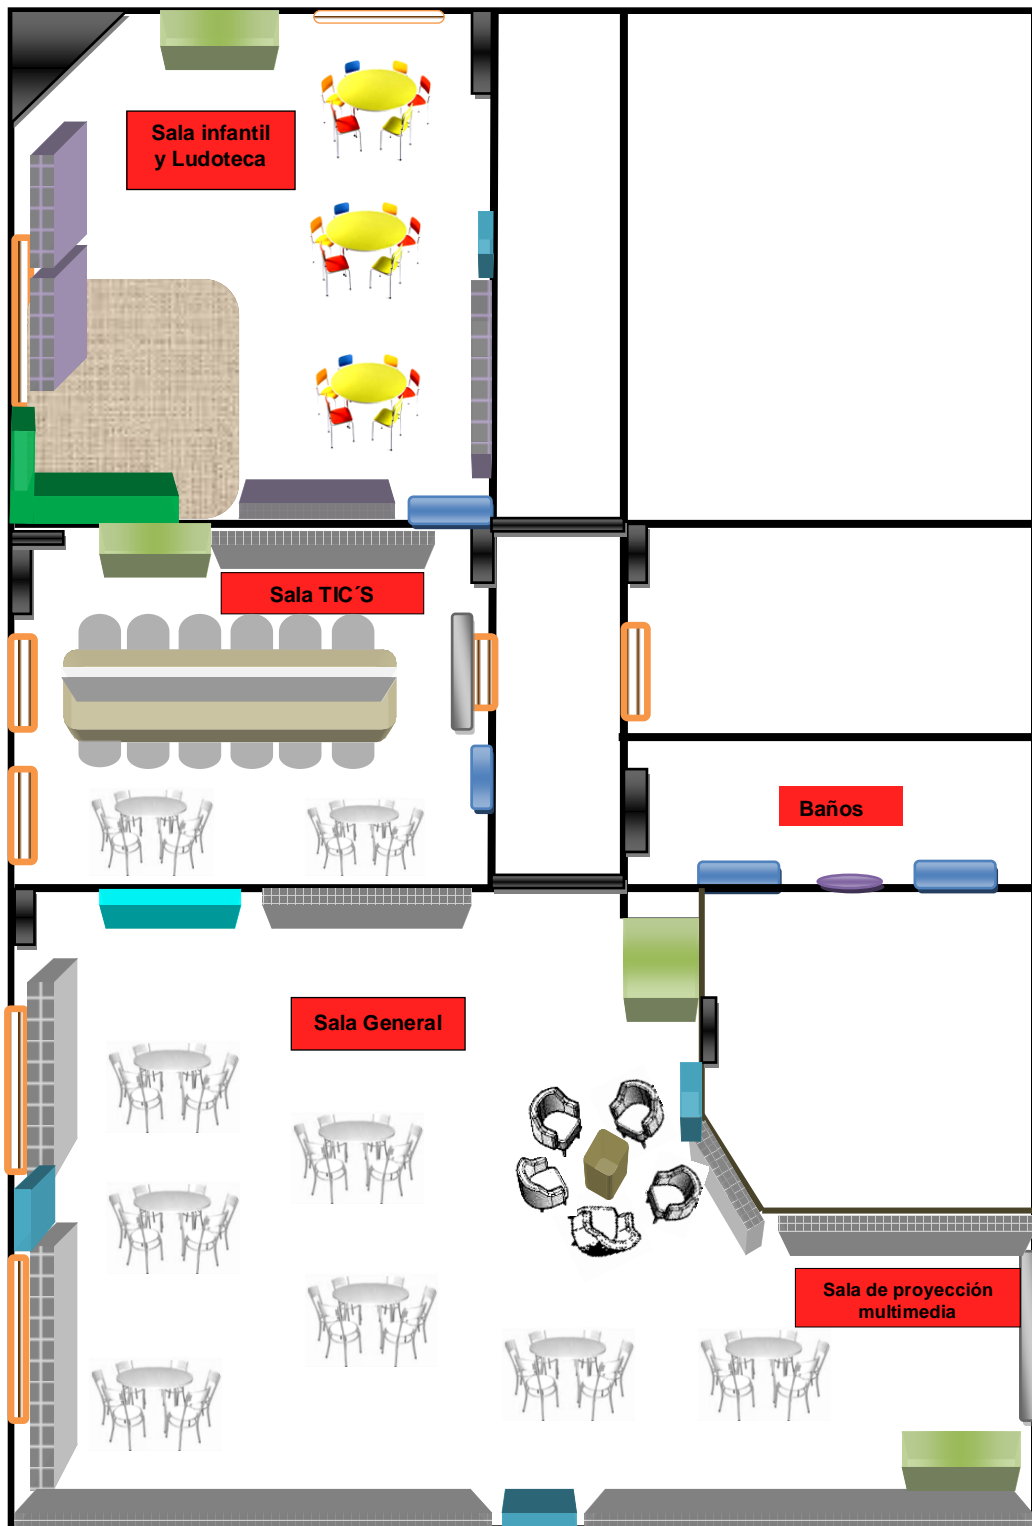 Sala infantil
y Ludoteca
Sala TIC´S
Baños
Sala General
Sala de proyección
multimedia